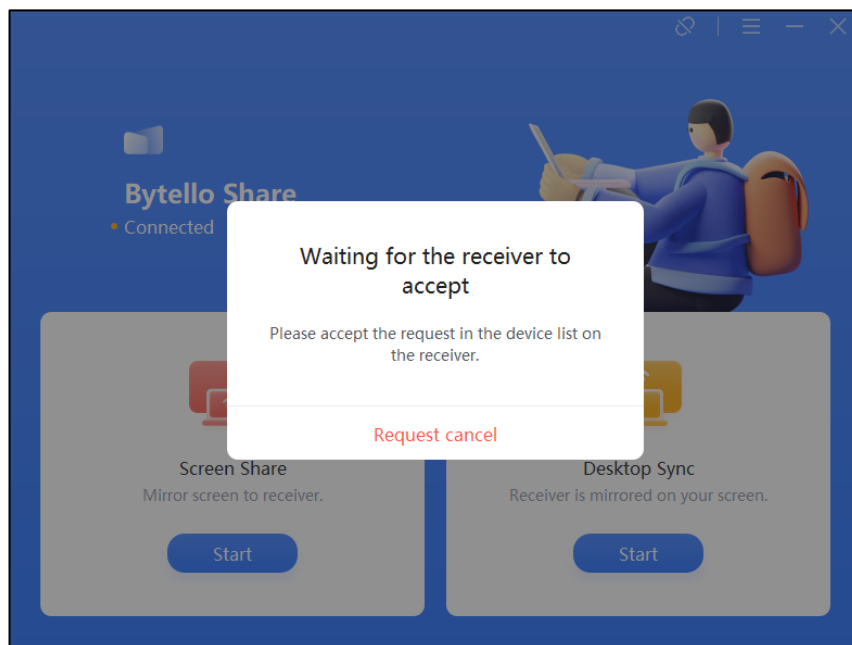 Bytello Share
Connected
Waiting for the receiver to
accept
Please accept the request in the device list on
the receiver.
Request cancel
Screen Share
Mirror screen to receiver.
Start
Desktop Sync
Receiver is mirrored on your screen.
Start